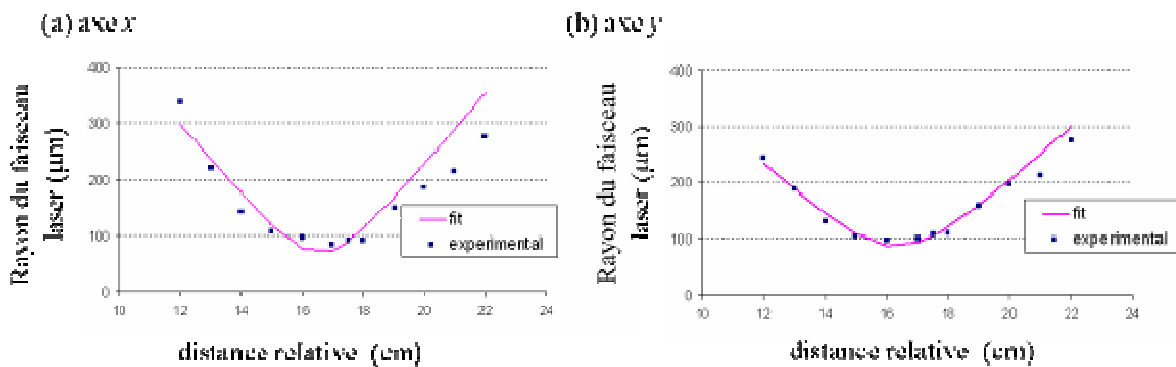 (a) axe x
Rayon du faisceau
laser (µm)
400
300
200
100
0
fit
experimental
10 12 14 16 18 20 22 24
distance relative (cm)
(b) axe y
Rayon du faisceau
laser (µm)
400
300
200
100
0
fit
experimental
10 12 14 16 18 20 22 24
distance relative (cm)